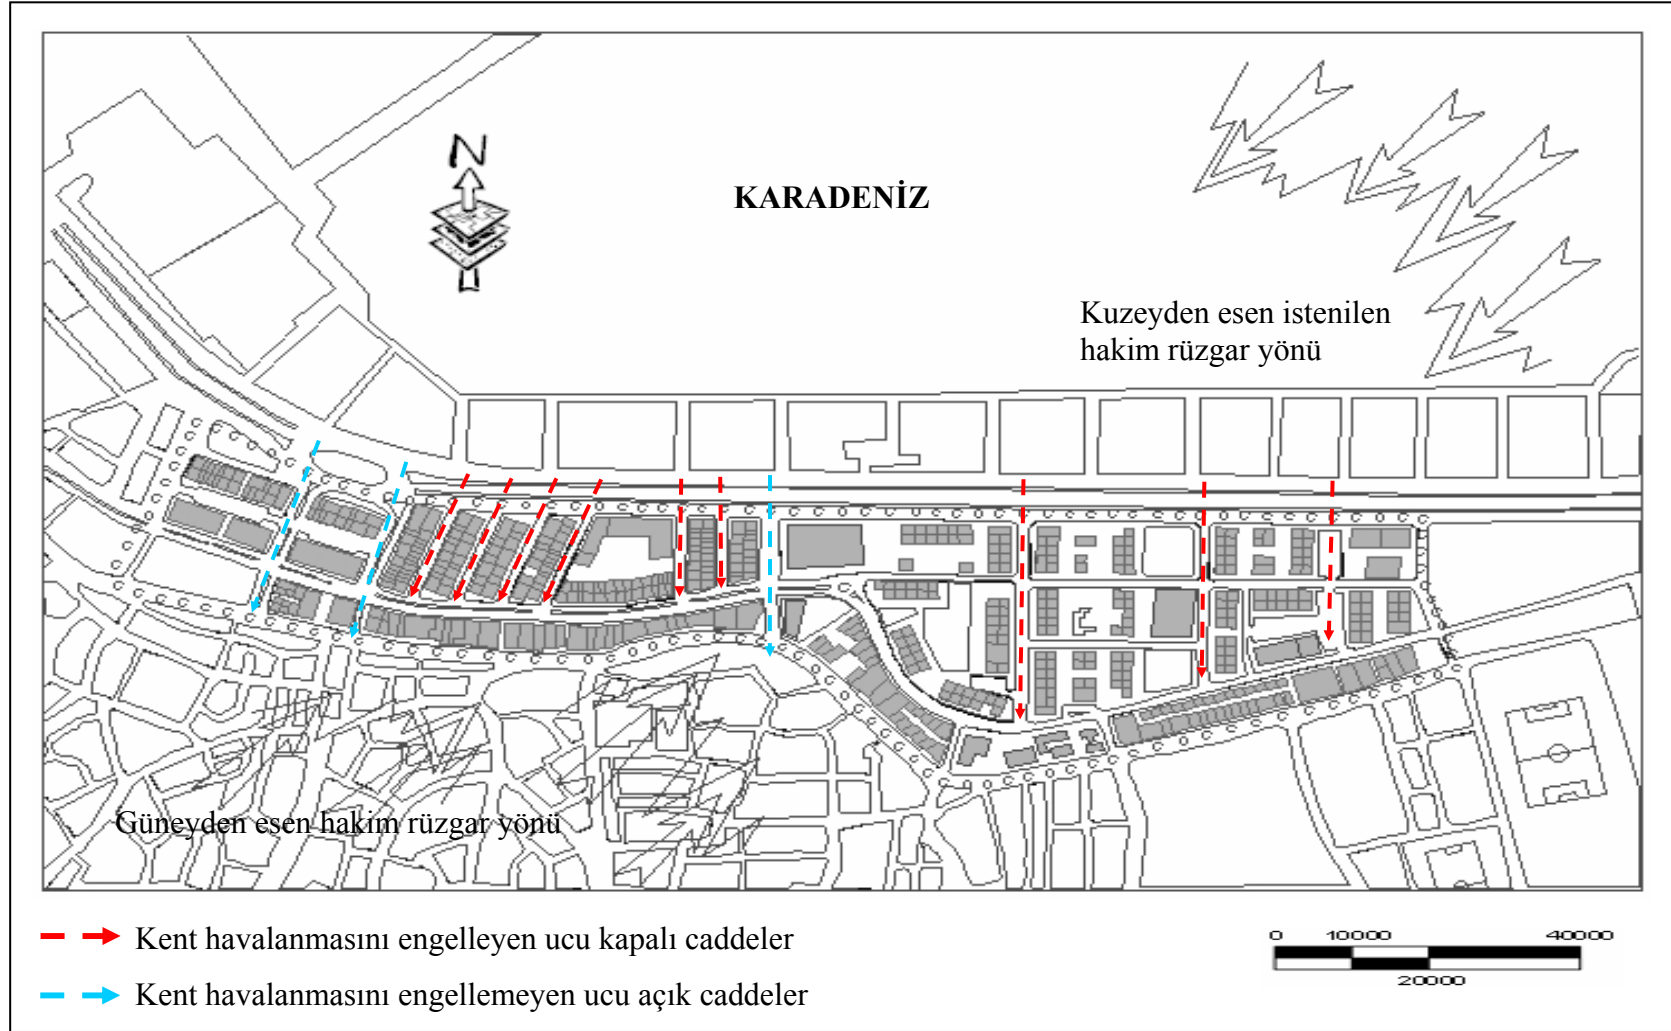 N
KARADENİZ
Kuzeyden esen istenilen
hakim rüzgar yönü
Güneyden esen hakim rüzgar yönü
Kent havalanmasını engelleyen ucu kapalı caddeler
Kent havalanmasını engellemeyen ucu açık caddeler
0 10000 40000
20000